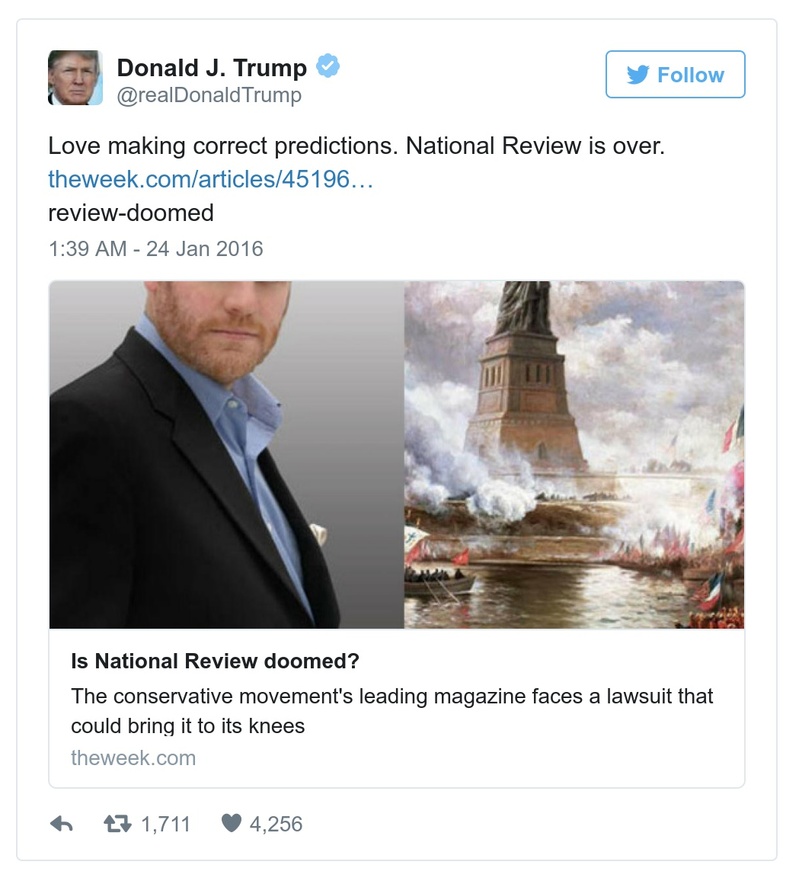 Donald J. Trump
@realDonaldTrump
Follow
Love making correct predictions. National Review is over.
theweek.com/articles/45196…
review-doomed
1:39 AM - 24 Jan 2016
Is National Review doomed?
The conservative movement's leading magazine faces a lawsuit that
could bring it to its knees
theweek.com
1,711 4,256